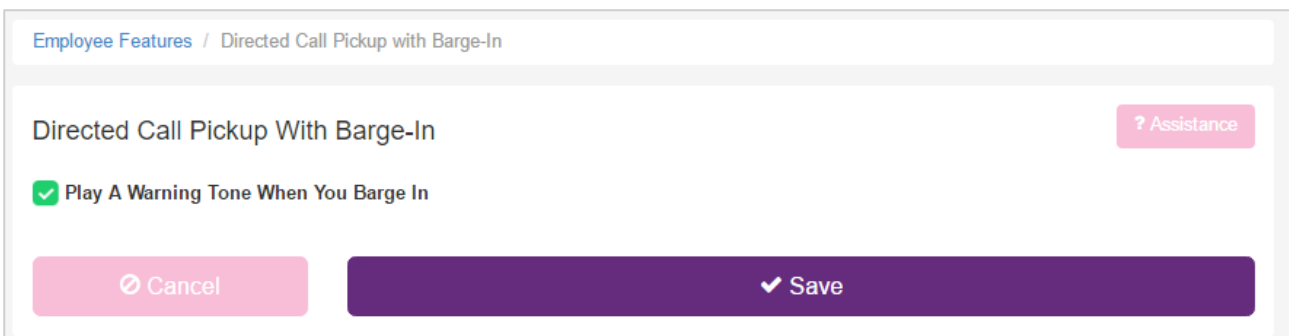 Employee Features / Directed Call Pickup with Barge-In
Directed Call Pickup With Barge-In
? Assistance
Play A Warning Tone When You Barge In
Cancel
Save